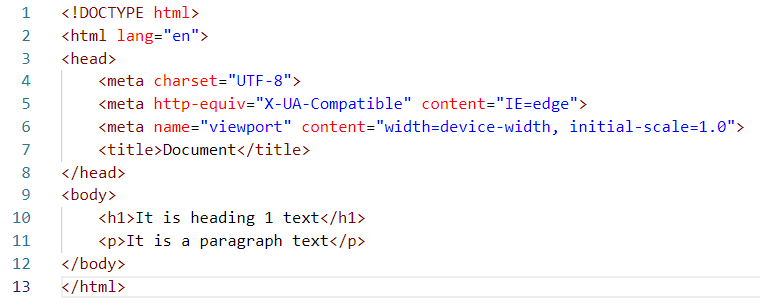 1 <!DOCTYPE html>
2 <html lang="en">
3 <head>
4     <meta charset="UTF-8">
5     <meta http-equiv="X-UA-Compatible" content="IE=edge">
6     <meta name="viewport" content="width=device-width, initial-scale=1.0">
7     <title>Document</title>
8 </head>
9 <body>
10     <h1>It is heading 1 text</h1>
11     <p>It is a paragraph text</p>
12 </body>
13 </html>